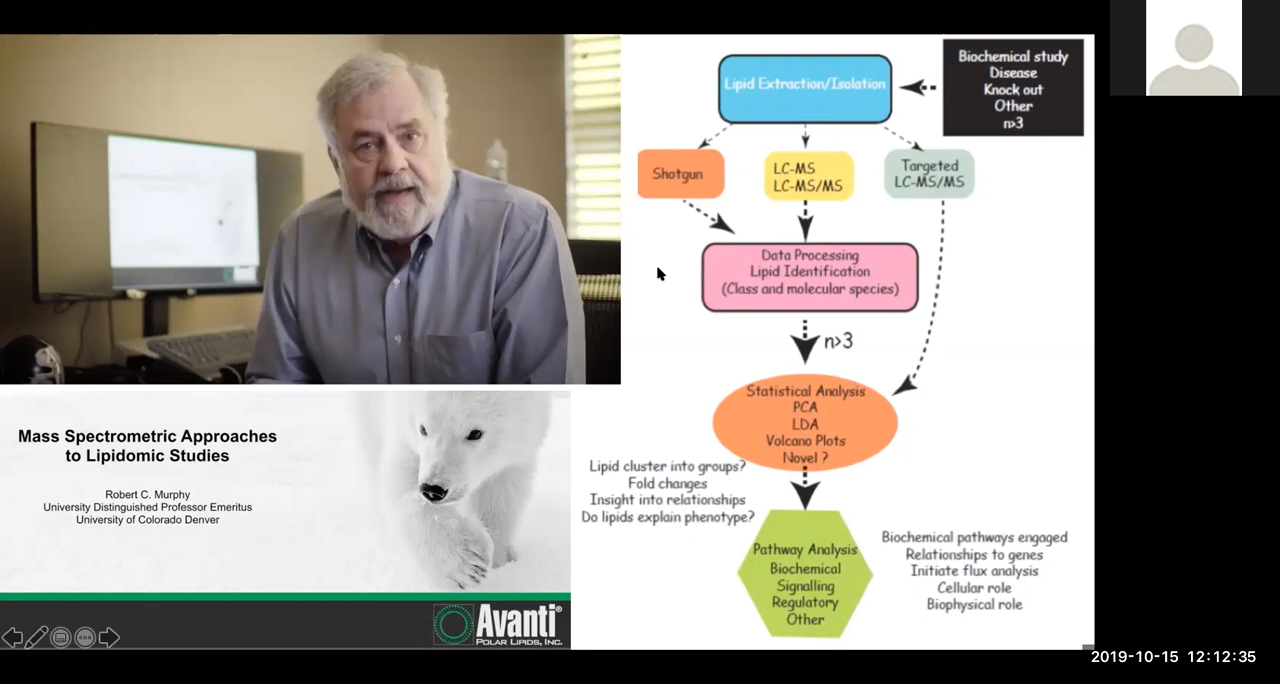 Lipid Extraction/Isolation
Biochemical study
Disease
Knock out
Other
n>3
Shotgun
LC-MS
LC-MS/MS
Targeted
LC-MS/MS
Data Processing
Lipid Identification
(Class and molecular species)
n>3
Statistical Analysis
PCA
LDA
Volcano Plots
Novel ?
Lipid cluster into groups?
Fold changes
Insight into relationships
Do lipids explain phenotype?
Pathway Analysis
Biochemical
Signalling
Regulatory
Other
Biochemical pathways engaged
Relationships to genes
Initiate flux analysis
Cellular role
Biophysical role
Mass Spectrometric Approaches
to Lipidomic Studies
Robert C. Murphy
University Distinguished Professor Emeritus
University of Colorado Denver
Avanti®
POLAR LIPIDS, INC.
2019-10-15 12:12:35